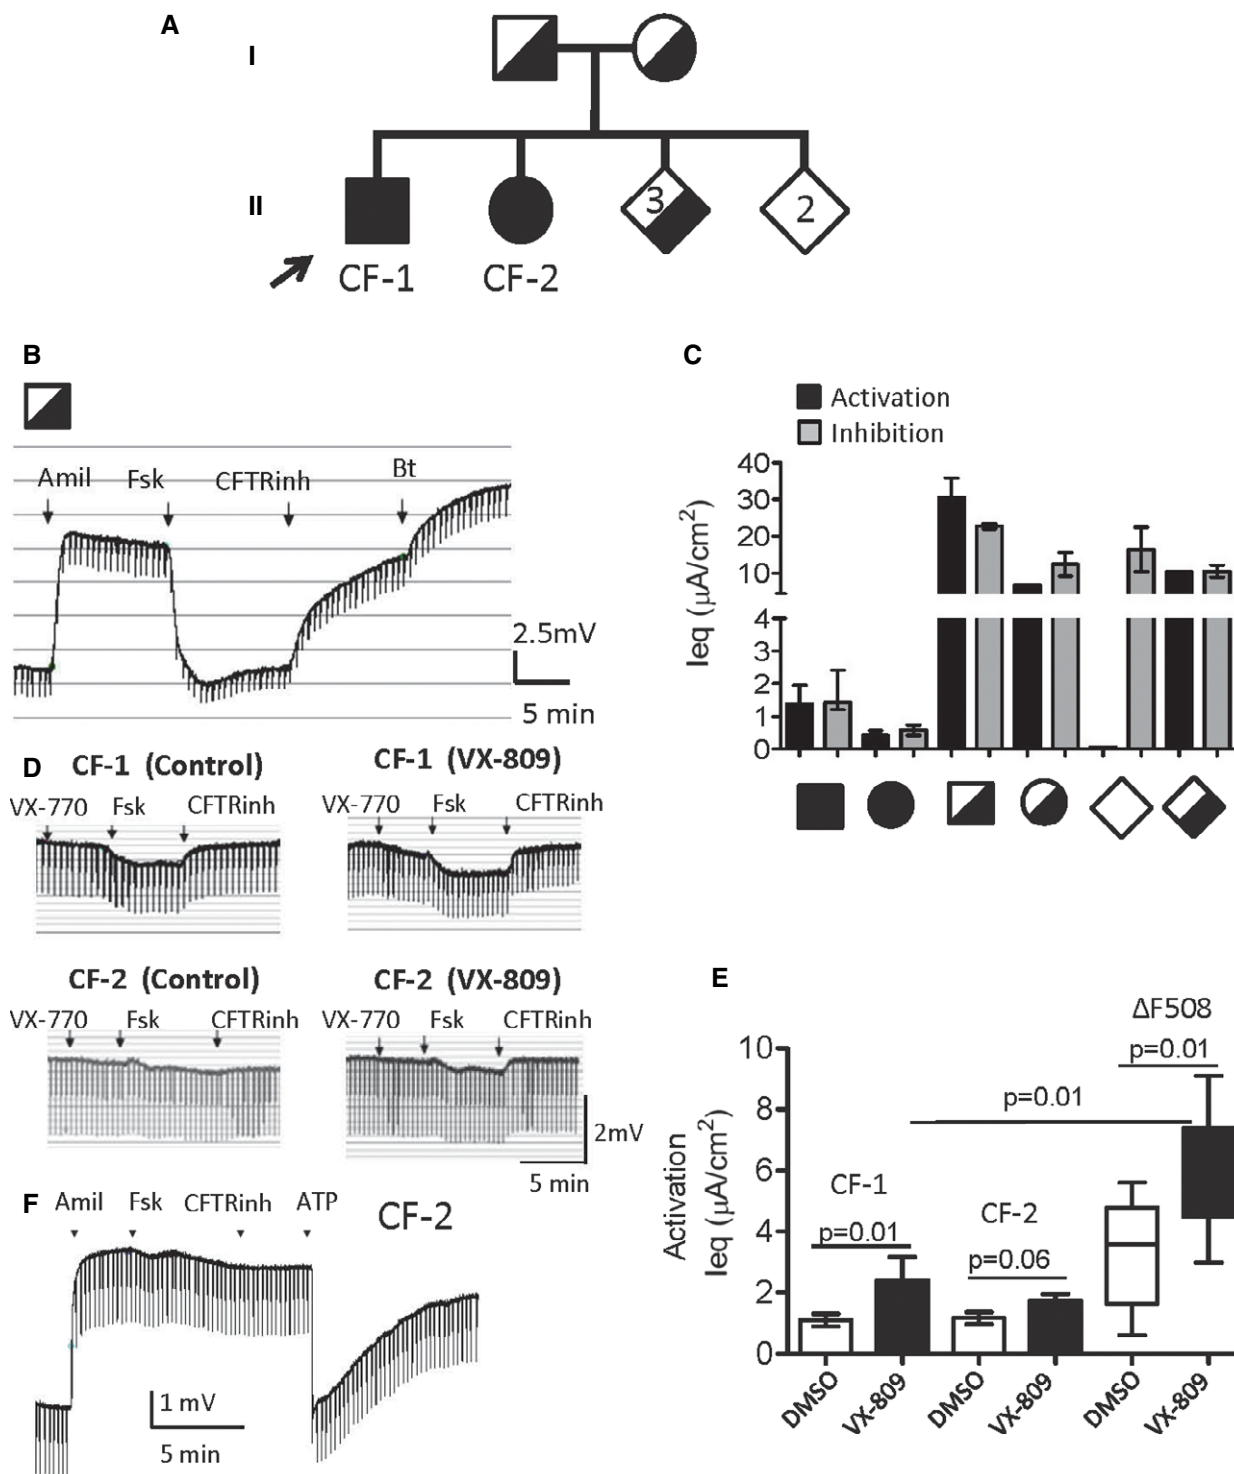 A
I
II
3
2
CF-1
CF-2
B
Amil
Fsk
CFTRinh
Bt
2.5mV
5 min
C
Activation
Inhibition
Ieq (µA/cm²)
40
30
20
10
4
3
2
1
0
D
CF-1 (Control)
VX-770
Fsk
CFTRinh
CF-1 (VX-809)
VX-770
Fsk
CFTRinh
CF-2 (Control)
VX-770
Fsk
CFTRinh
CF-2 (VX-809)
VX-770
Fsk
CFTRinh
2mV
5 min
E
Activation
Ieq (µA/cm²)
10
8
6
4
2
0
ΔF508
p=0.01
p=0.01
CF-1
p=0.01
CF-2
p=0.06
DMSO
VX-809
DMSO
VX-809
DMSO
VX-809
F
Amil
Fsk
CFTRinh
ATP
CF-2
1 mV
5 min